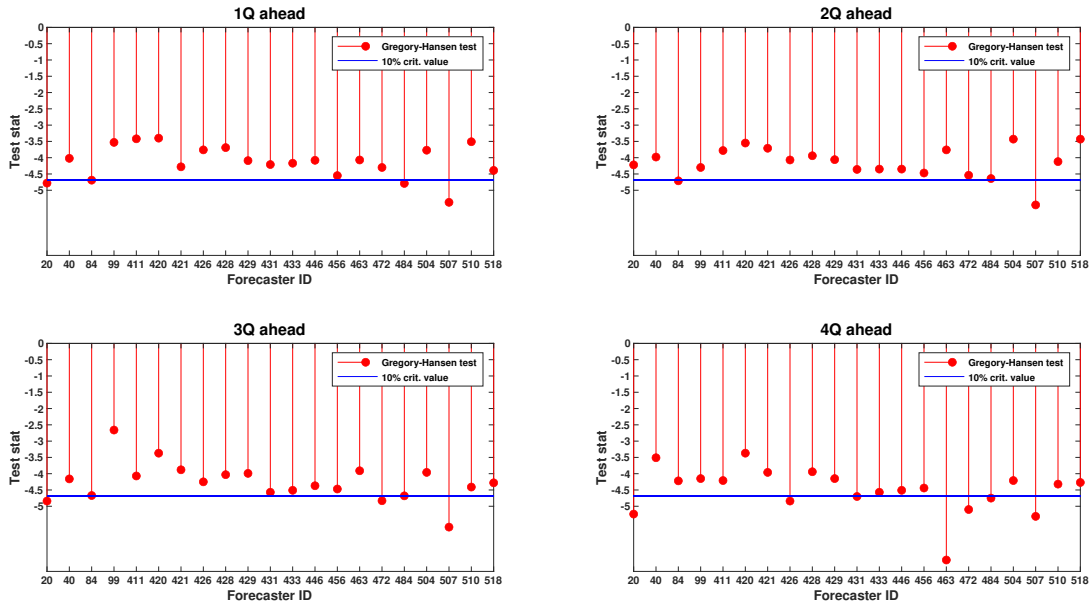 1Q ahead
0
-0.5
-1
-1.5
-2
-2.5
-3
-3.5
-4
-4.5
-5
Test stat
Gregory-Hansen test
10% crit. value
20 40 84 99 411 420 421 426 428 429 431 433 446 456 463 472 484 504 507 510 518
Forecaster ID
2Q ahead
0
-0.5
-1
-1.5
-2
-2.5
-3
-3.5
-4
-4.5
-5
Test stat
Gregory-Hansen test
10% crit. value
20 40 84 99 411 420 421 426 428 429 431 433 446 456 463 472 484 504 507 510 518
Forecaster ID
3Q ahead
0
-0.5
-1
-1.5
-2
-2.5
-3
-3.5
-4
-4.5
-5
Test stat
Gregory-Hansen test
10% crit. value
20 40 84 99 411 420 421 426 428 429 431 433 446 456 463 472 484 504 507 510 518
Forecaster ID
4Q ahead
0
-0.5
-1
-1.5
-2
-2.5
-3
-3.5
-4
-4.5
-5
Test stat
Gregory-Hansen test
10% crit. value
20 40 84 99 411 420 421 426 428 429 431 433 446 456 463 472 484 504 507 510 518
Forecaster ID